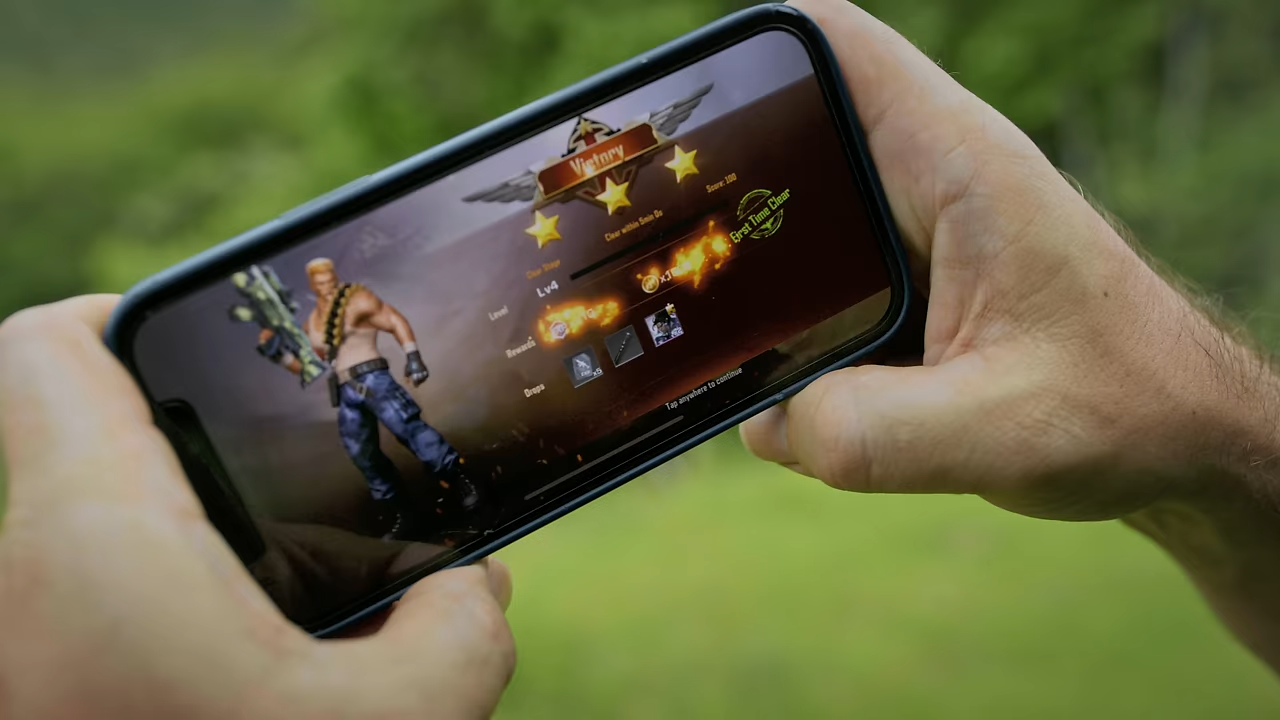 Victory
Score: 100
Clear within 5min 0s
First Time Clear
Clear Stage
Level
Lv4
Rewards
Drops
x5
Tap anywhere to continue